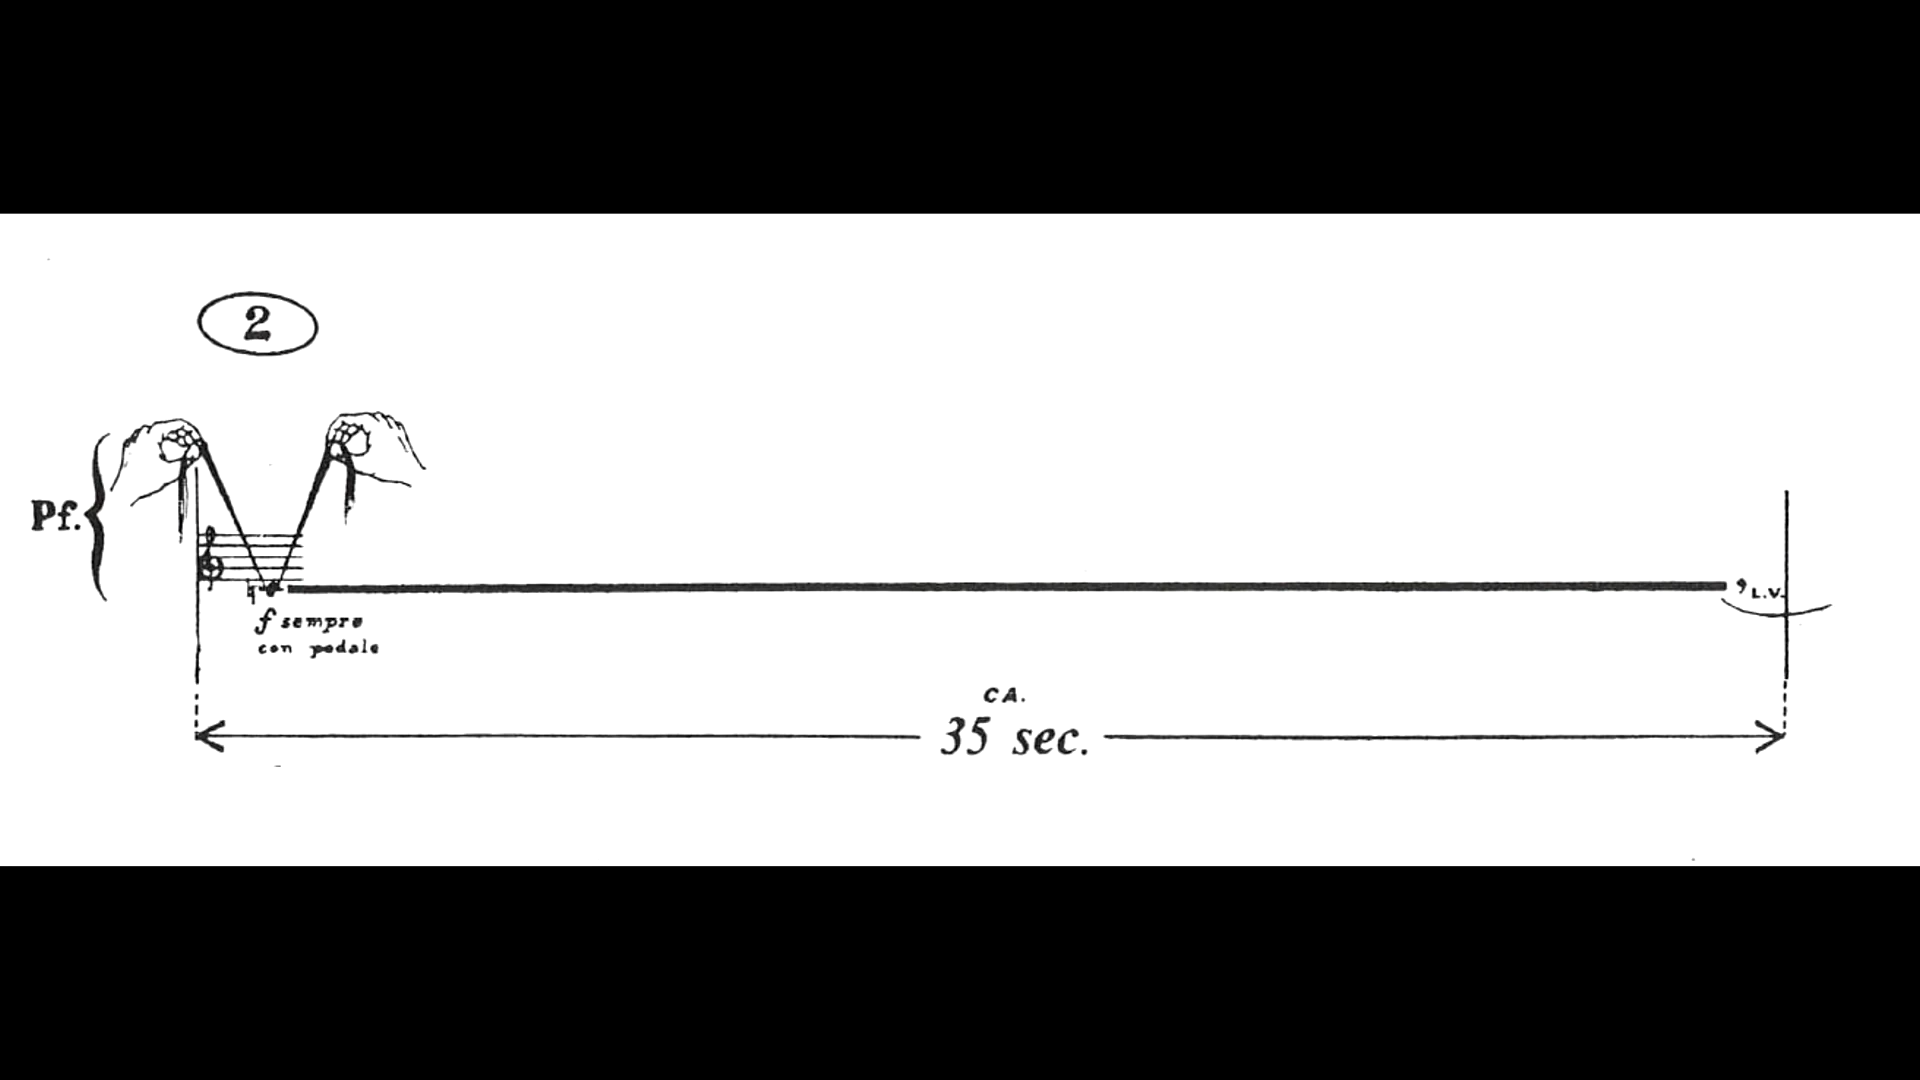 2
Pf.
f sempre
con pedale
, L.V.
CA.
35 sec.